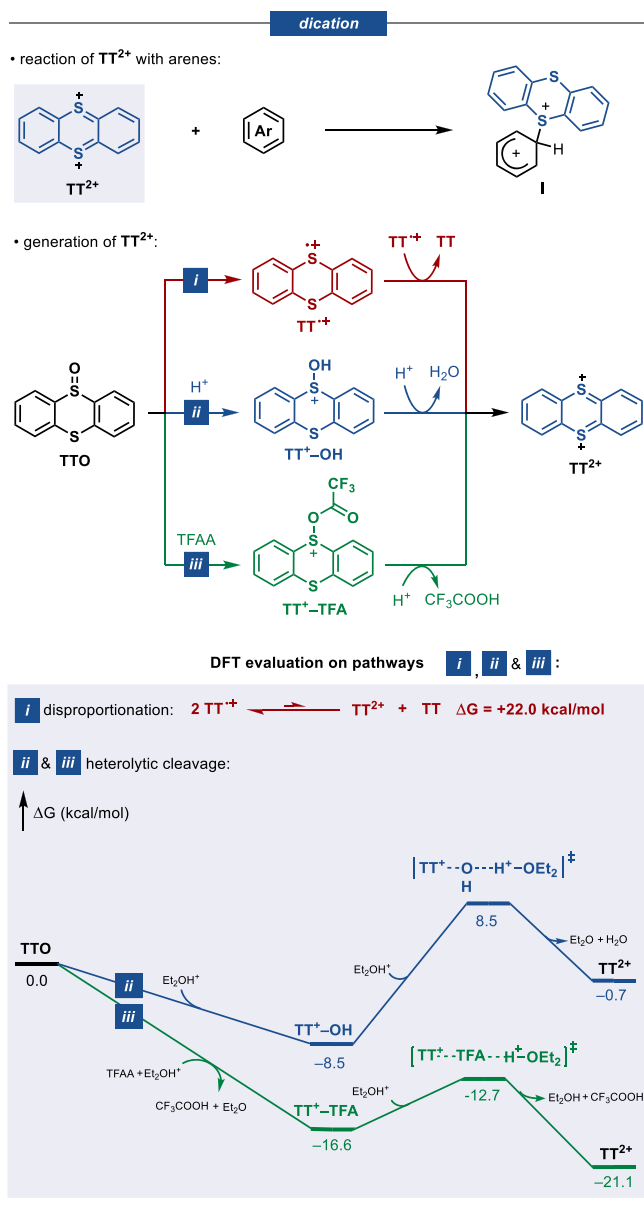 dication
• reaction of TT2+ with arenes:
S+
S+
TT2+
+
Ar
S
S
+
H
+
I
• generation of TT2+:
i
•+
S
S
TT•+
TT•+ TT
O
S
S
TTO
H+
ii
OH
S
+
S
TT+–OH
H+ H2O
+
S
S
+
TT2+
TFAA
iii
CF3
O O
S
+
S
TT+–TFA
H+ CF3COOH
DFT evaluation on pathways i , ii & iii :
i disproportionation: 2 TT•+ TT2+ + TT ΔG = +22.0 kcal/mol
ii & iii heterolytic cleavage:
ΔG (kcal/mol)
[TT+--O---H+–OEt2]‡
H
8.5
Et2O + H2O
TTO
0.0
ii
iii
Et2OH+
Et2OH+
TT2+
–0.7
TT+–OH
–8.5
[TT+--TFA--H+–OEt2]‡
TFAA + Et2OH+
CF3COOH + Et2O
TT+–TFA
–16.6
Et2OH+
-12.7
Et2OH + CF3COOH
TT2+
–21.1